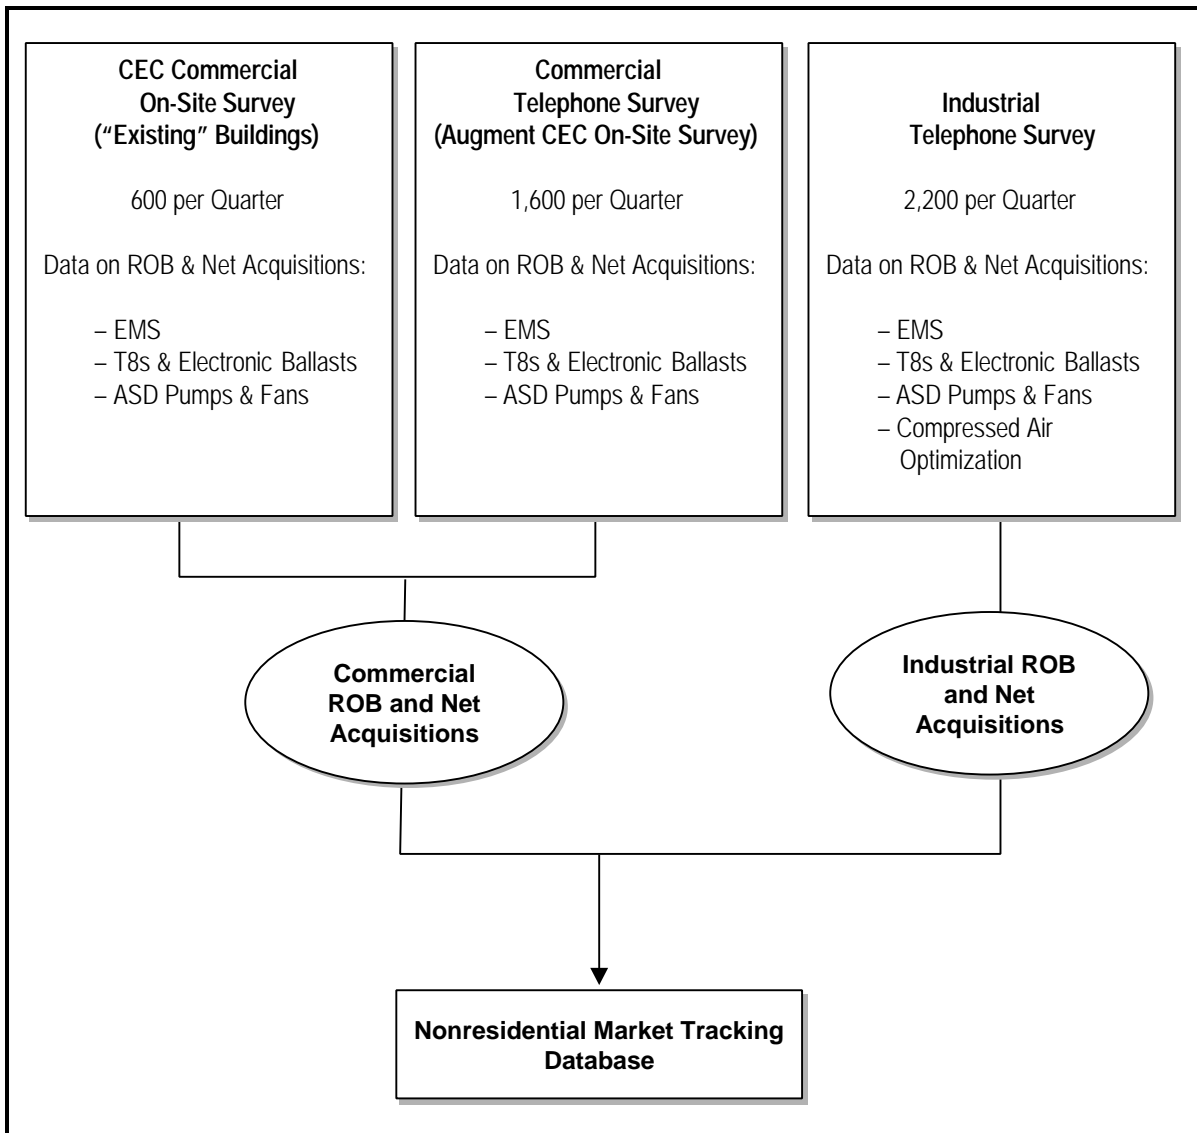 CEC Commercial
On-Site Survey
(“Existing” Buildings)
600 per Quarter
Data on ROB & Net Acquisitions:
– EMS
– T8s & Electronic Ballasts
– ASD Pumps & Fans
Commercial
Telephone Survey
(Augment CEC On-Site Survey)
1,600 per Quarter
Data on ROB & Net Acquisitions:
– EMS
– T8s & Electronic Ballasts
– ASD Pumps & Fans
Industrial
Telephone Survey
2,200 per Quarter
Data on ROB & Net Acquisitions:
– EMS
– T8s & Electronic Ballasts
– ASD Pumps & Fans
– Compressed Air
Optimization
Commercial
ROB and Net
Acquisitions
Industrial ROB
and Net
Acquisitions
Nonresidential Market Tracking
Database